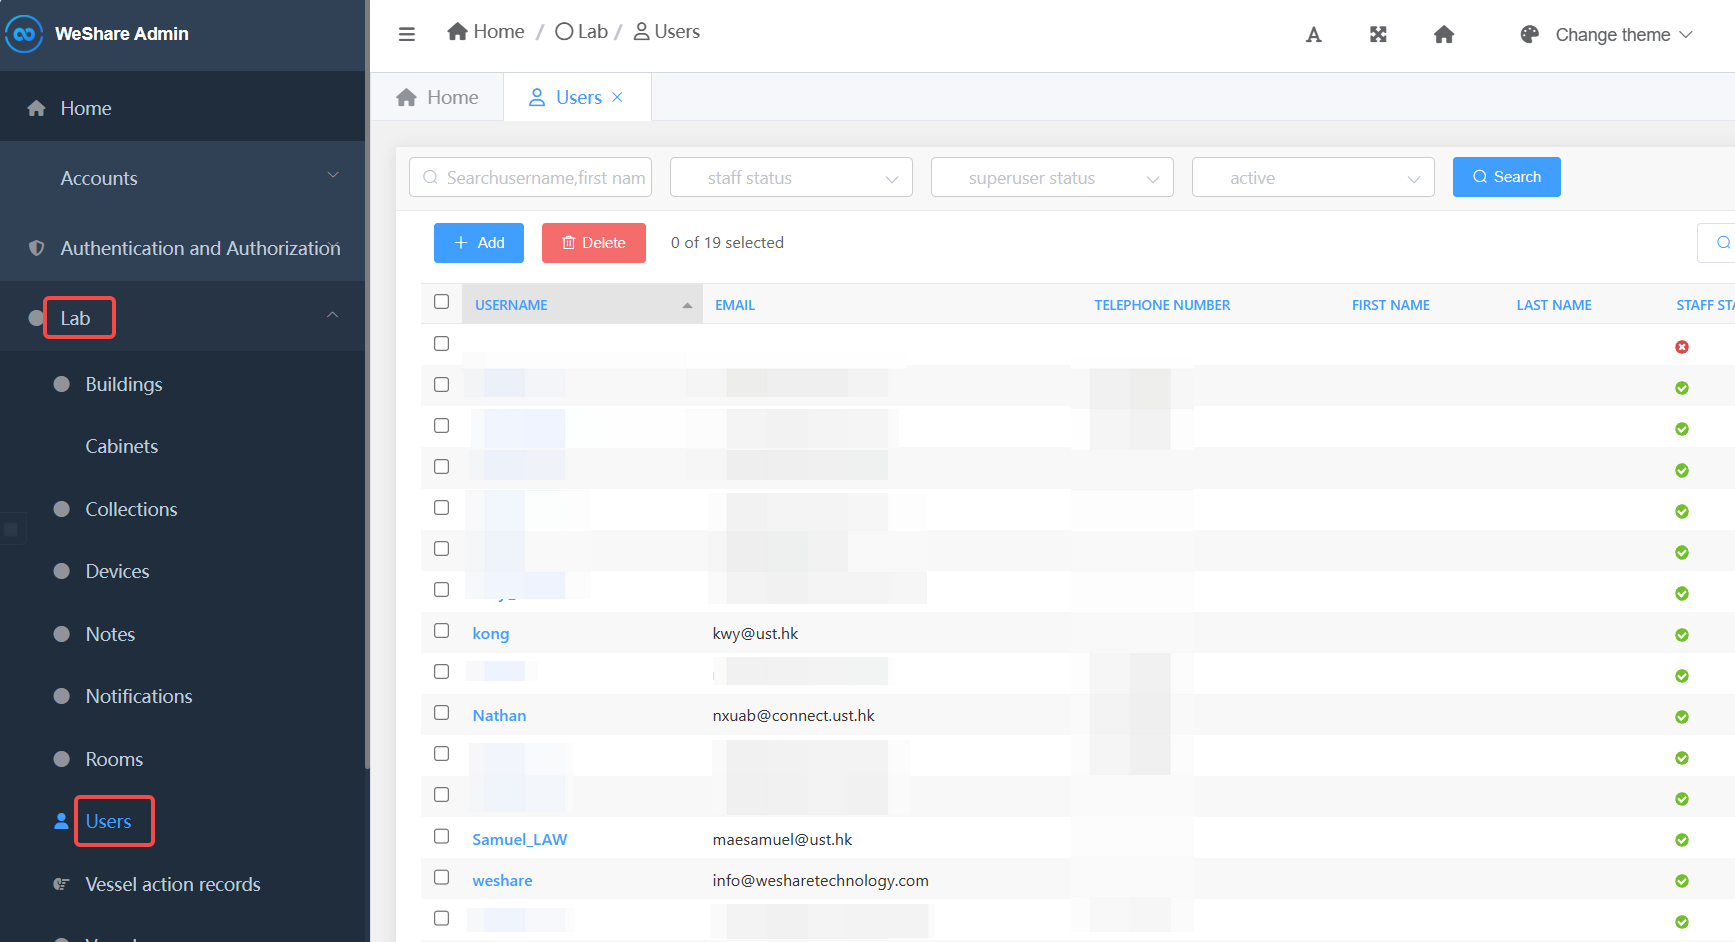 WeShare Admin
Home / Lab / Users
Change theme
Home
Users
Home
Accounts
Authentication and Authorization
Lab
Buildings
Cabinets
Collections
Devices
Notes
Notifications
Rooms
Users
Vessel action records
Searchusername,first nam
staff status
superuser status
active
Search
Add
Delete
0 of 19 selected
USERNAME EMAIL TELEPHONE NUMBER FIRST NAME LAST NAME STAFF STA
kong kwy@ust.hk
Nathan nxuab@connect.ust.hk
Samuel_LAW maesamuel@ust.hk
weshare info@wesharetechnology.com